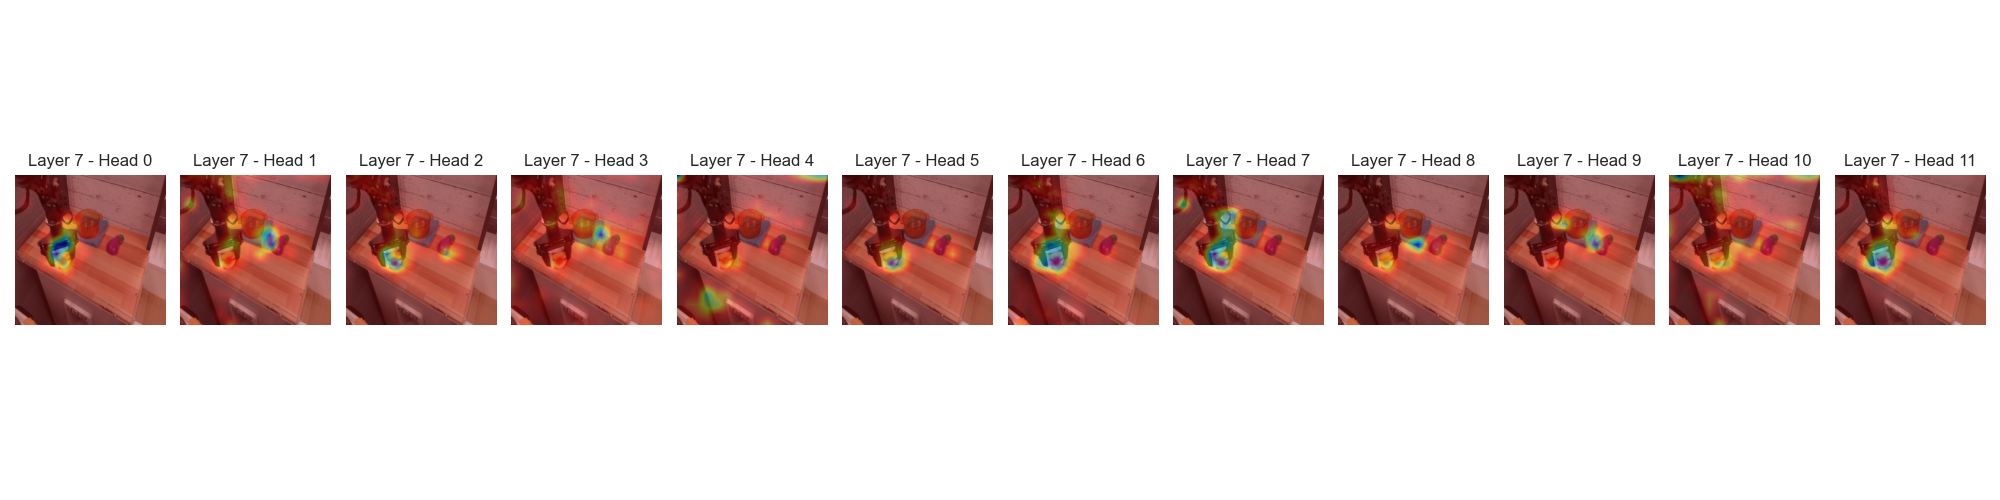 Layer 7 - Head 0
Layer 7 - Head 1
Layer 7 - Head 2
Layer 7 - Head 3
Layer 7 - Head 4
Layer 7 - Head 5
Layer 7 - Head 6
Layer 7 - Head 7
Layer 7 - Head 8
Layer 7 - Head 9
Layer 7 - Head 10
Layer 7 - Head 11